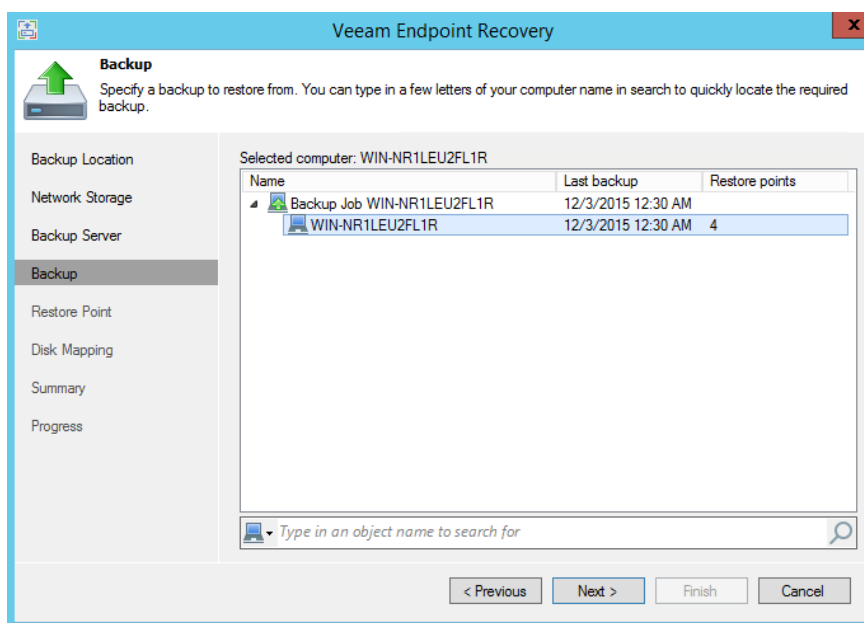 Veeam Endpoint Recovery
x
Backup
Specify a backup to restore from. You can type in a few letters of your computer name in search to quickly locate the required
backup.
Backup Location
Network Storage
Backup Server
Backup
Restore Point
Disk Mapping
Summary
Progress
Selected computer: WIN-NR1LEU2FL1R
Name Last backup Restore points
Backup Job WIN-NR1LEU2FL1R 12/3/2015 12:30 AM
WIN-NR1LEU2FL1R 12/3/2015 12:30 AM 4
Type in an object name to search for
< Previous Next > Finish Cancel